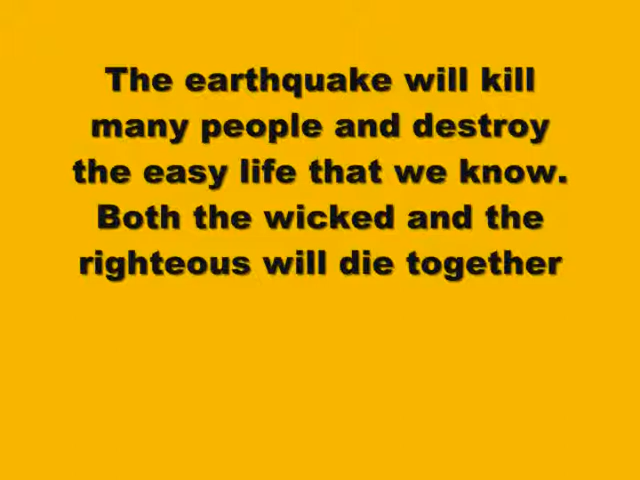 The earthquake will kill
many people and destroy
the easy life that we know.
Both the wicked and the
righteous will die together